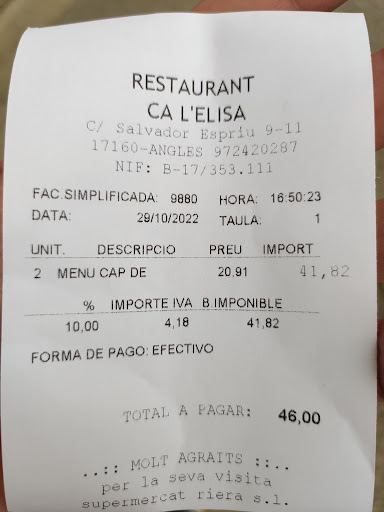 RESTAURANT
CA L'ELISA
C/ Salvador Espriu 9-11
17160-ANGLES 972420287
NIF: B-17/353.111
FAC.SIMPLIFICADA: 9880 HORA: 16:50:23
DATA: 29/10/2022 TAULA: 1
UNIT. DESCRIPCIO PREU IMPORT
2 MENU CAP DE 20,91 41,82
% IMPORTE IVA B.IMPONIBLE
10,00 4,18 41,82
FORMA DE PAGO: EFECTIVO
TOTAL A PAGAR: 46,00
..:: MOLT AGRAITS ::..
per la seva visita
supermercat riera s.l.